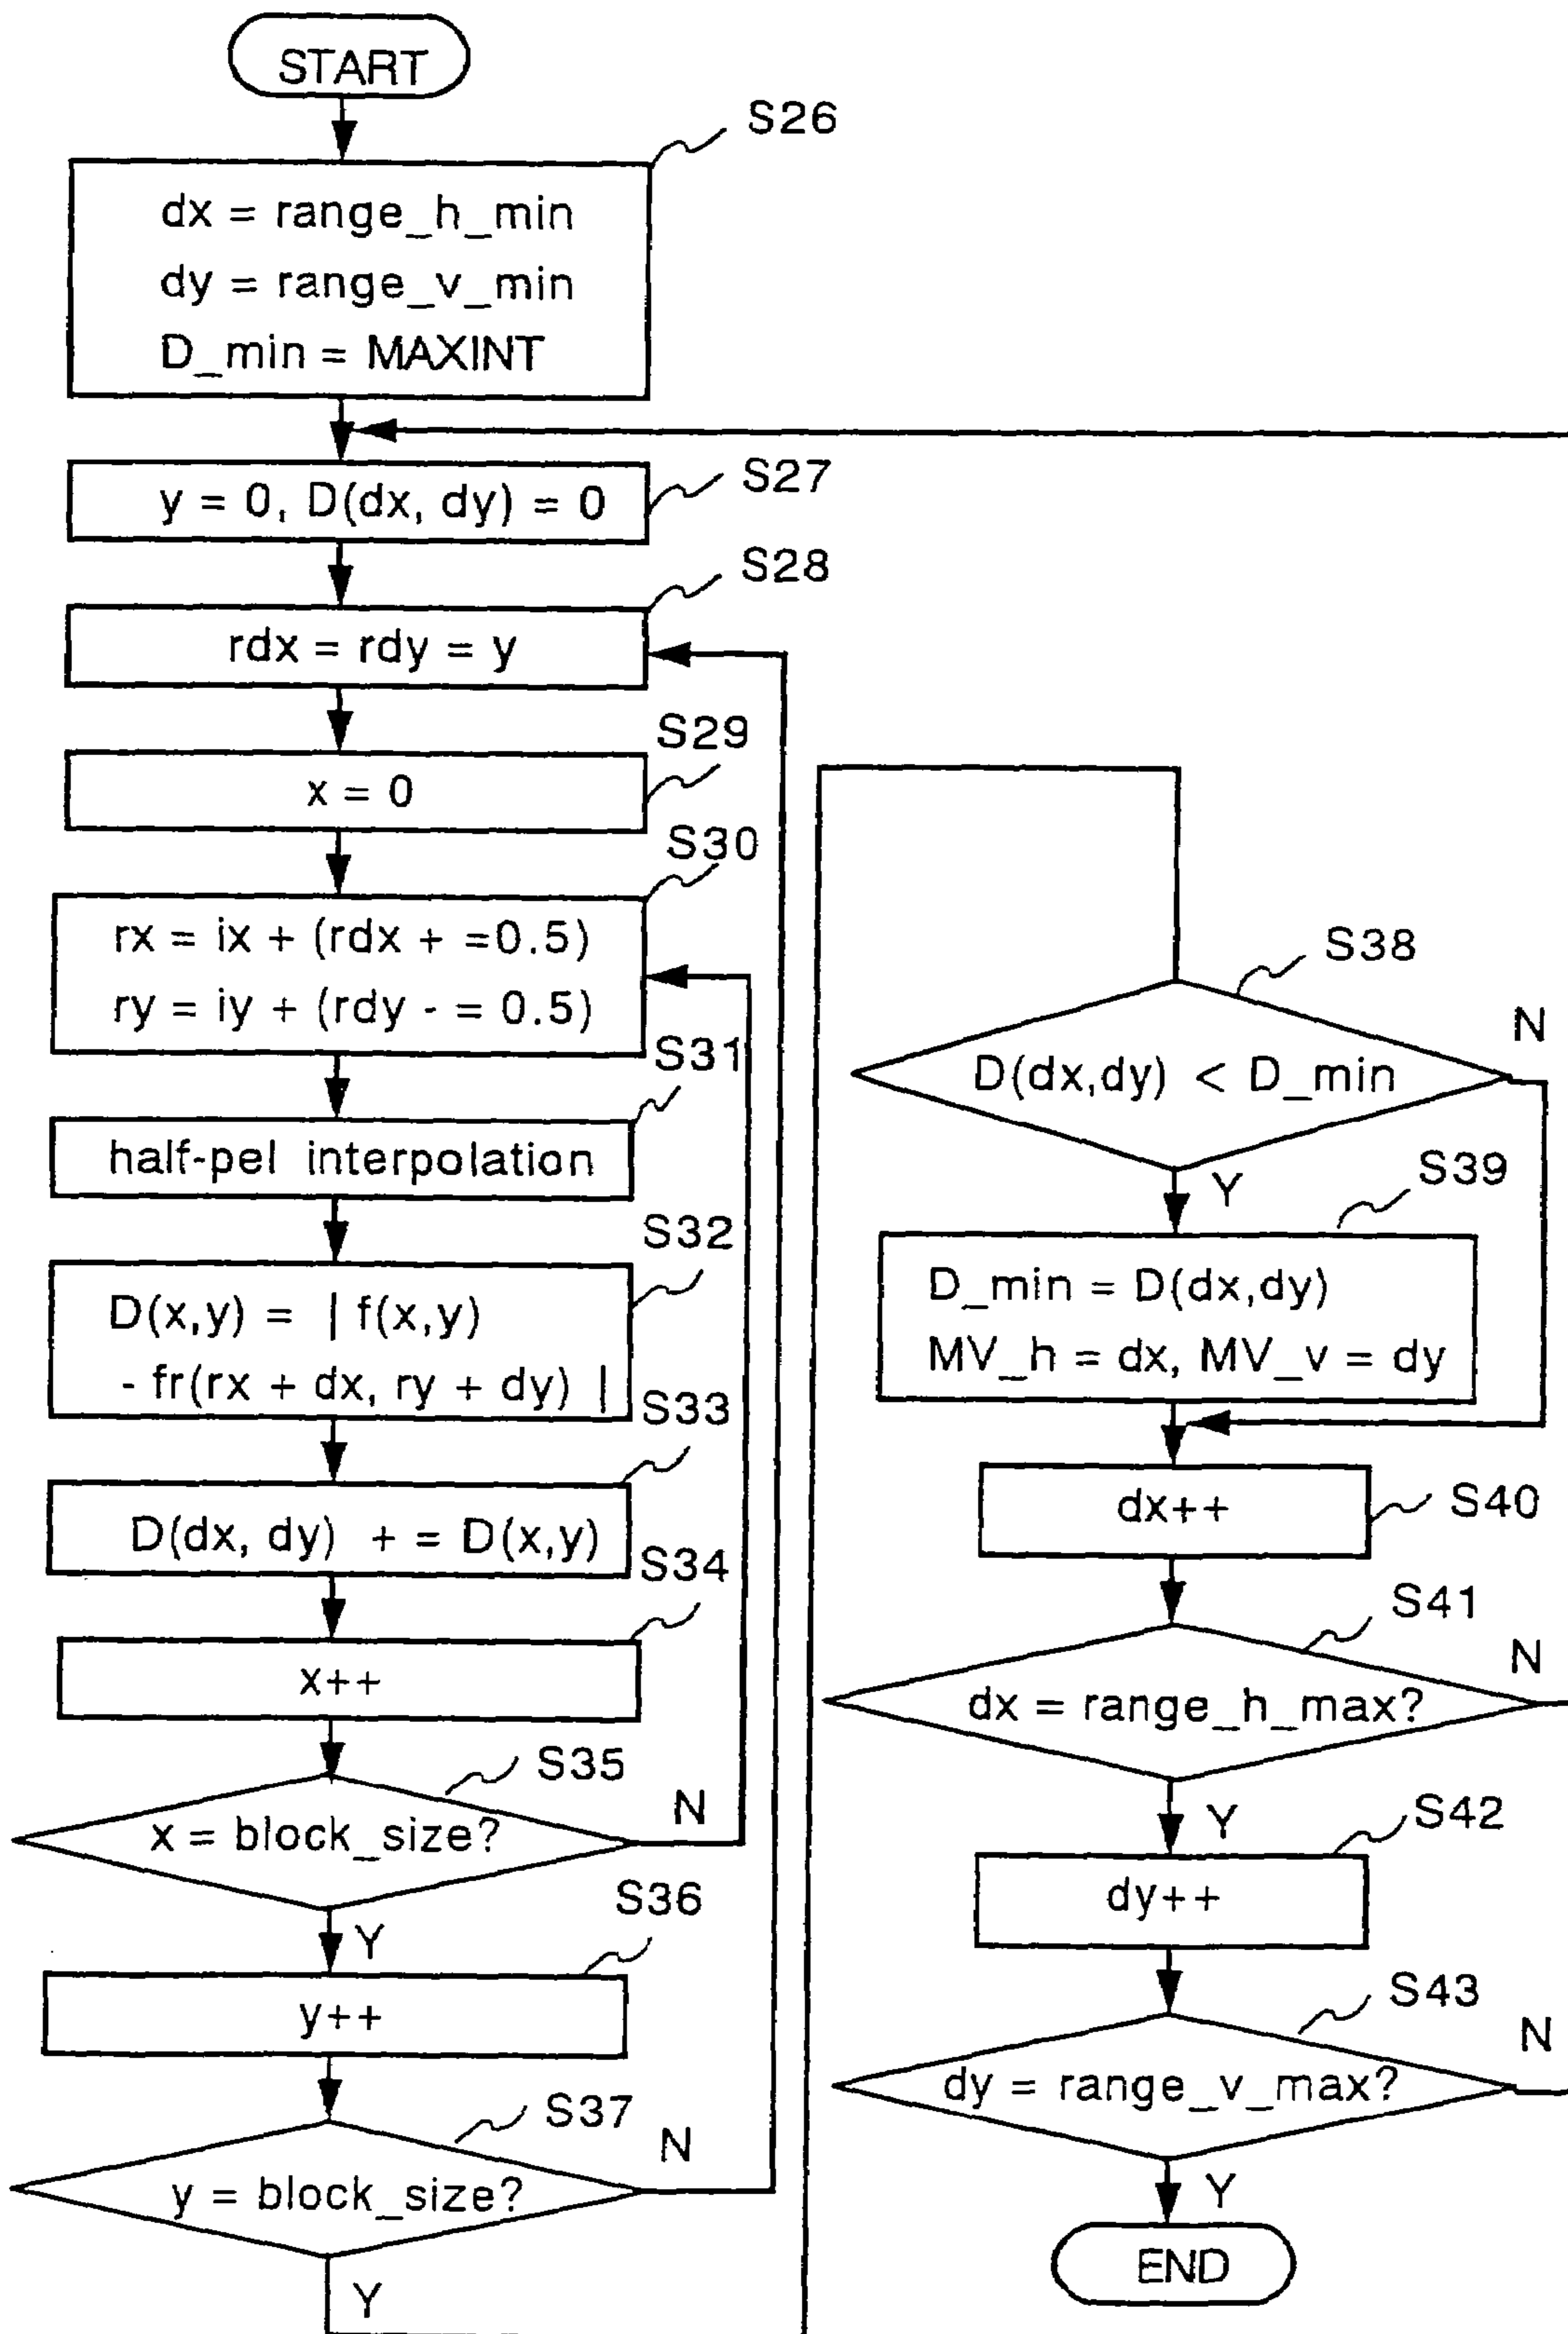 START
S26
dx = range_h_min
dy = range_v_min
D_min = MAXINT
S27
y = 0, D(dx, dy) = 0
S28
rdx = rdy = y
S29
x = 0
S30
rx = ix + (rdx + =0.5)
ry = iy + (rdy - = 0.5)
S31
half-pel interpolation
S32
D(x,y) = | f(x,y)
- fr(rx + dx, ry + dy) |
S33
D(dx, dy) + = D(x,y)
S34
x++
S35
x = block_size?
N
Y
S36
y++
S37
y = block_size?
N
Y
S38
D(dx,dy) < D_min
N
Y
S39
D_min = D(dx,dy)
MV_h = dx, MV_v = dy
S40
dx++
S41
dx = range_h_max?
N
Y
S42
dy++
S43
dy = range_v_max?
N
Y
END